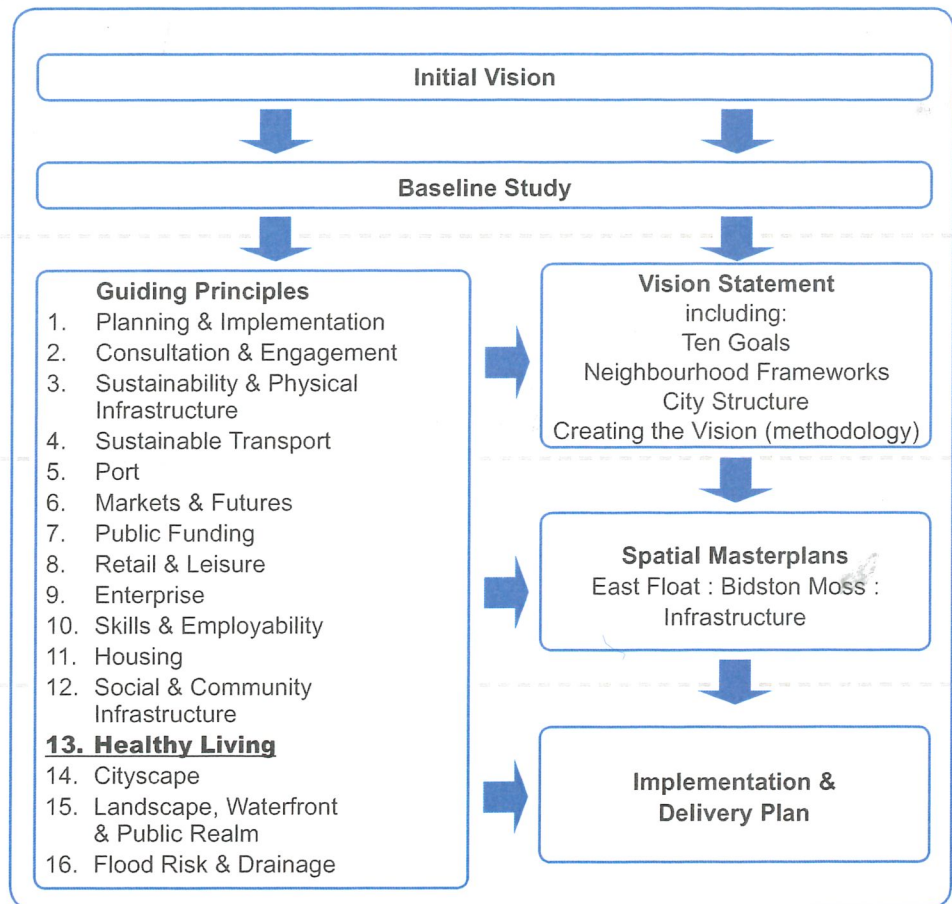 Initial Vision
Baseline Study
Guiding Principles
1. Planning & Implementation
2. Consultation & Engagement
3. Sustainability & Physical
Infrastructure
4. Sustainable Transport
5. Port
6. Markets & Futures
7. Public Funding
8. Retail & Leisure
9. Enterprise
10. Skills & Employability
11. Housing
12. Social & Community
Infrastructure
13. Healthy Living
14. Cityscape
15. Landscape, Waterfront
& Public Realm
16. Flood Risk & Drainage
Vision Statement
including:
Ten Goals
Neighbourhood Frameworks
City Structure
Creating the Vision (methodology)
Spatial Masterplans
East Float : Bidston Moss :
Infrastructure
Implementation &
Delivery Plan